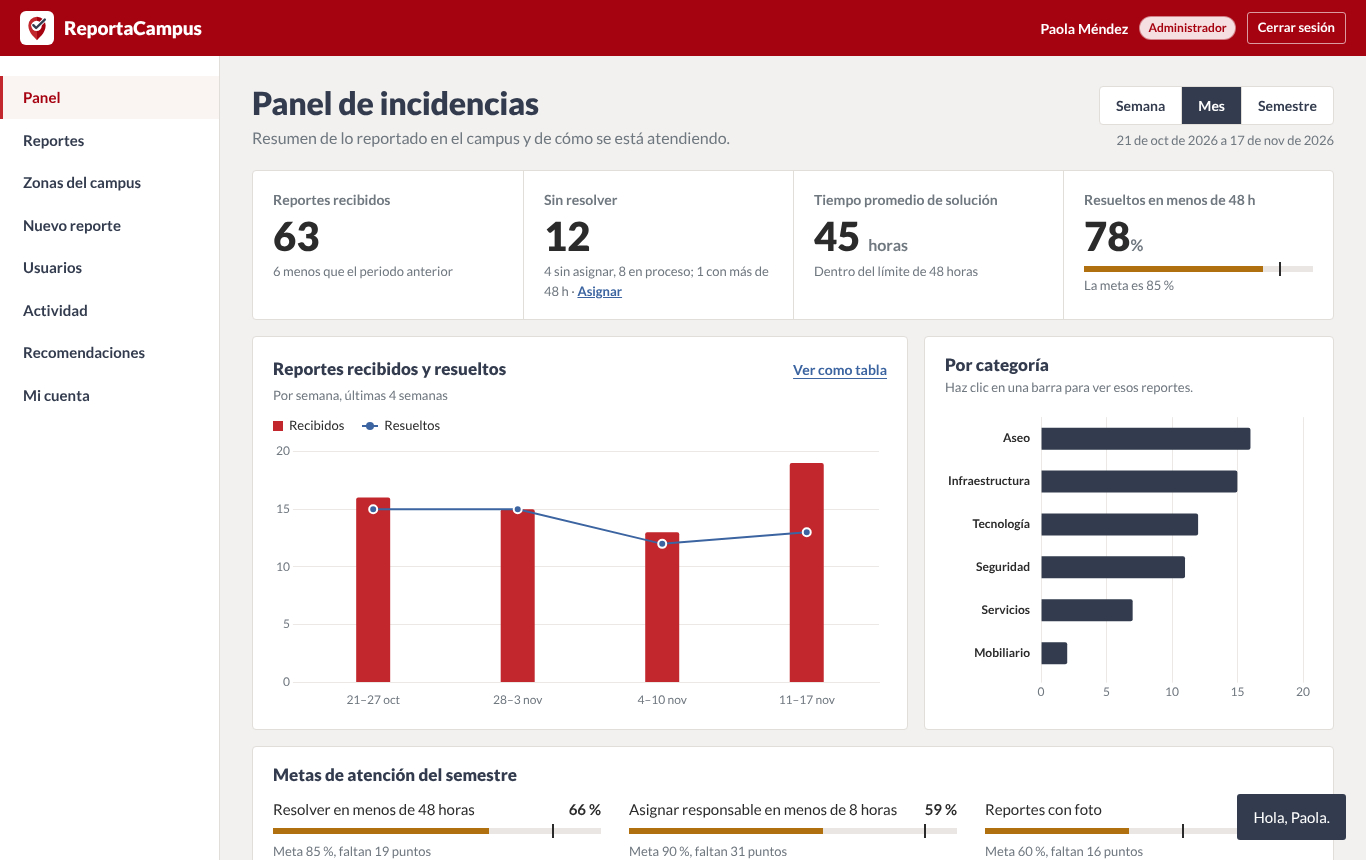 ReportaCampus
Paola Méndez Administrador Cerrar sesión
Panel
Reportes
Zonas del campus
Nuevo reporte
Usuarios
Actividad
Recomendaciones
Mi cuenta
Panel de incidencias
Resumen de lo reportado en el campus y de cómo se está atendiendo.
Semana Mes Semestre
21 de oct de 2026 a 17 de nov de 2026
Reportes recibidos
63
6 menos que el periodo anterior
Sin resolver
12
4 sin asignar, 8 en proceso; 1 con más de
48 h · Asignar
Tiempo promedio de solución
45 horas
Dentro del límite de 48 horas
Resueltos en menos de 48 h
78%
La meta es 85 %
Reportes recibidos y resueltos
Ver como tabla
Por semana, últimas 4 semanas
Recibidos Resueltos
20
15
10
5
0
21–27 oct 28–3 nov 4–10 nov 11–17 nov
Por categoría
Haz clic en una barra para ver esos reportes.
Aseo
Infraestructura
Tecnología
Seguridad
Servicios
Mobiliario
0 5 10 15 20
Metas de atención del semestre
Resolver en menos de 48 horas 66 %
Meta 85 %, faltan 19 puntos
Asignar responsable en menos de 8 horas 59 %
Meta 90 %, faltan 31 puntos
Reportes con foto
Meta 60 %, faltan 16 puntos
Hola, Paola.